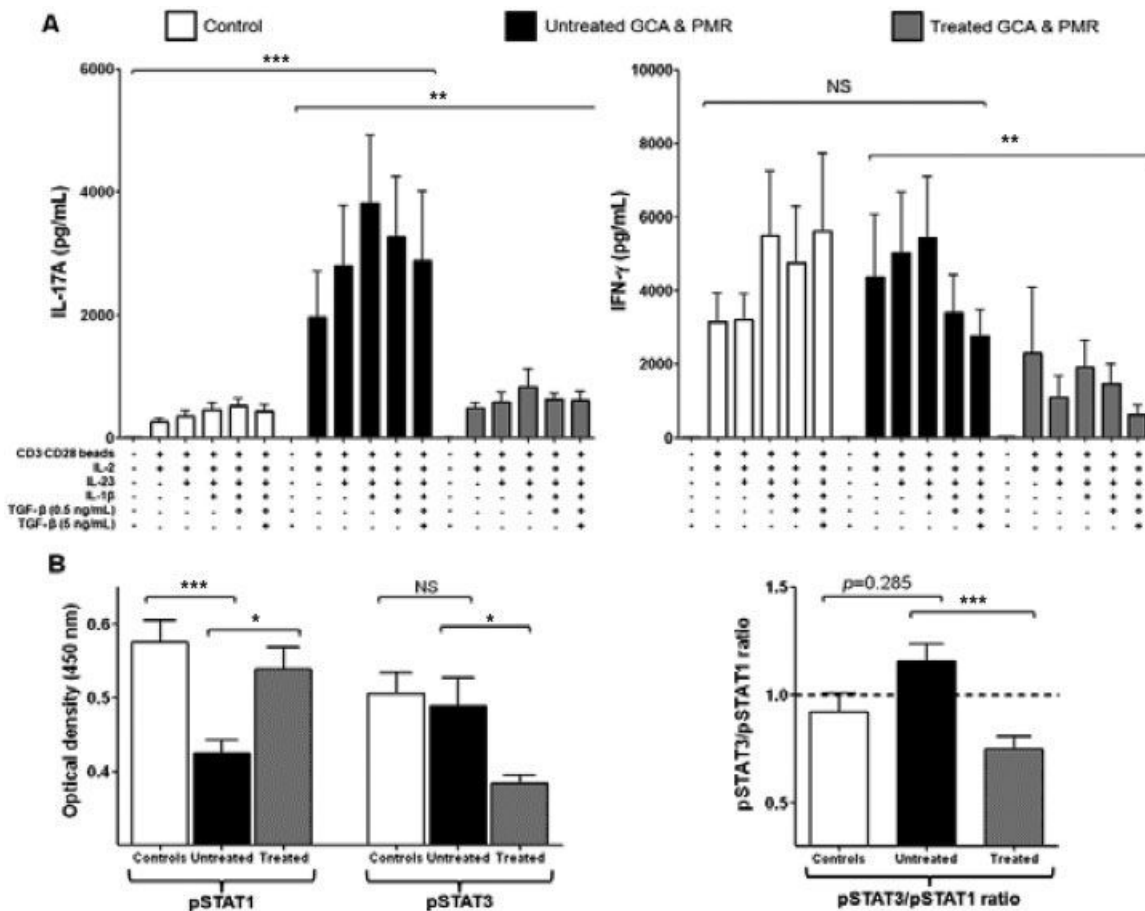 A
Control
Untreated GCA & PMR
Treated GCA & PMR
IL-17A (pg/mL)
6000
4000
2000
0
***
**
IFN-γ (pg/mL)
10000
8000
6000
4000
2000
0
NS
**
CD3 CD28 beads - + + + + + - + + + + + - + + + + +
IL-2 - + + + + + - + + + + + - + + + + +
IL-23 - - + + + + - - + + + + - - + + + +
IL-1β - - - + + + - - - + + + - - - + + +
TGF-β (0.5 ng/mL) - - - - + + - - - - + + - - - - + +
TGF-β (5 ng/mL) - - - - - + - - - - - + - - - - - +
B
Optical density (450 nm)
0.6
0.5
0.4
***
*
NS
*
Controls Untreated Treated
Controls Untreated Treated
pSTAT1
pSTAT3
pSTAT3/pSTAT1 ratio
1.5
1.0
0.5
p=0.285
***
Controls Untreated Treated
pSTAT3/pSTAT1 ratio